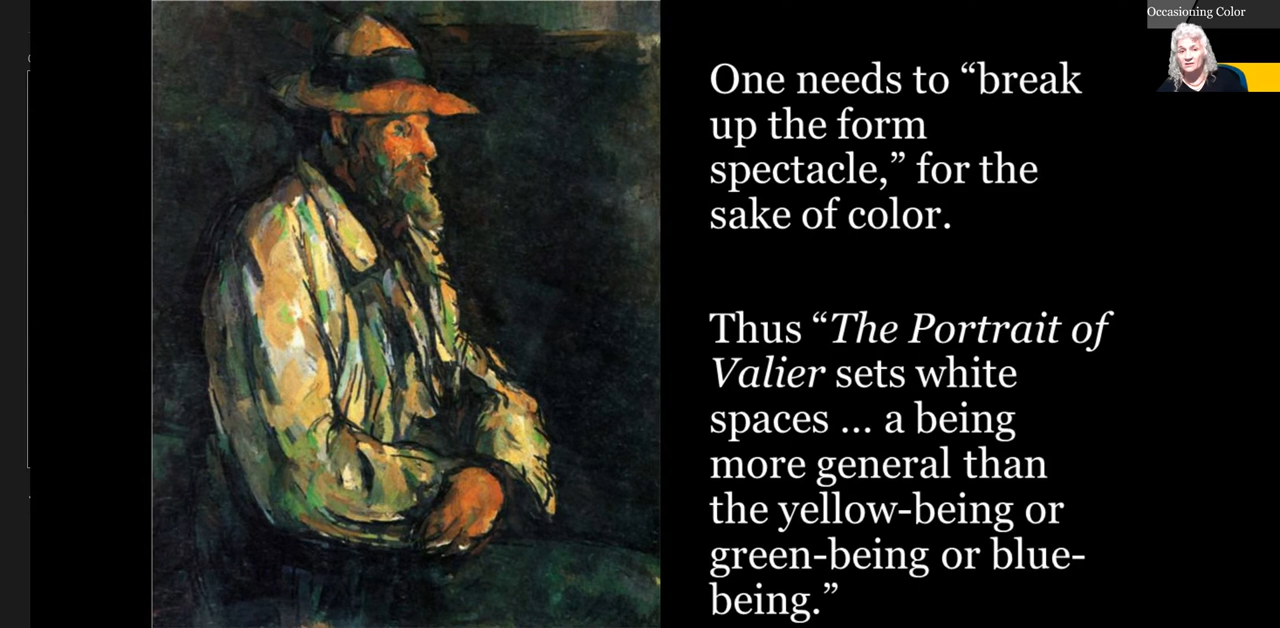 Occasioning Color
One needs to “break
up the form
spectacle,” for the
sake of color.
Thus “The Portrait of
Valier sets white
spaces ... a being
more general than
the yellow-being or
green-being or blue-
being.”